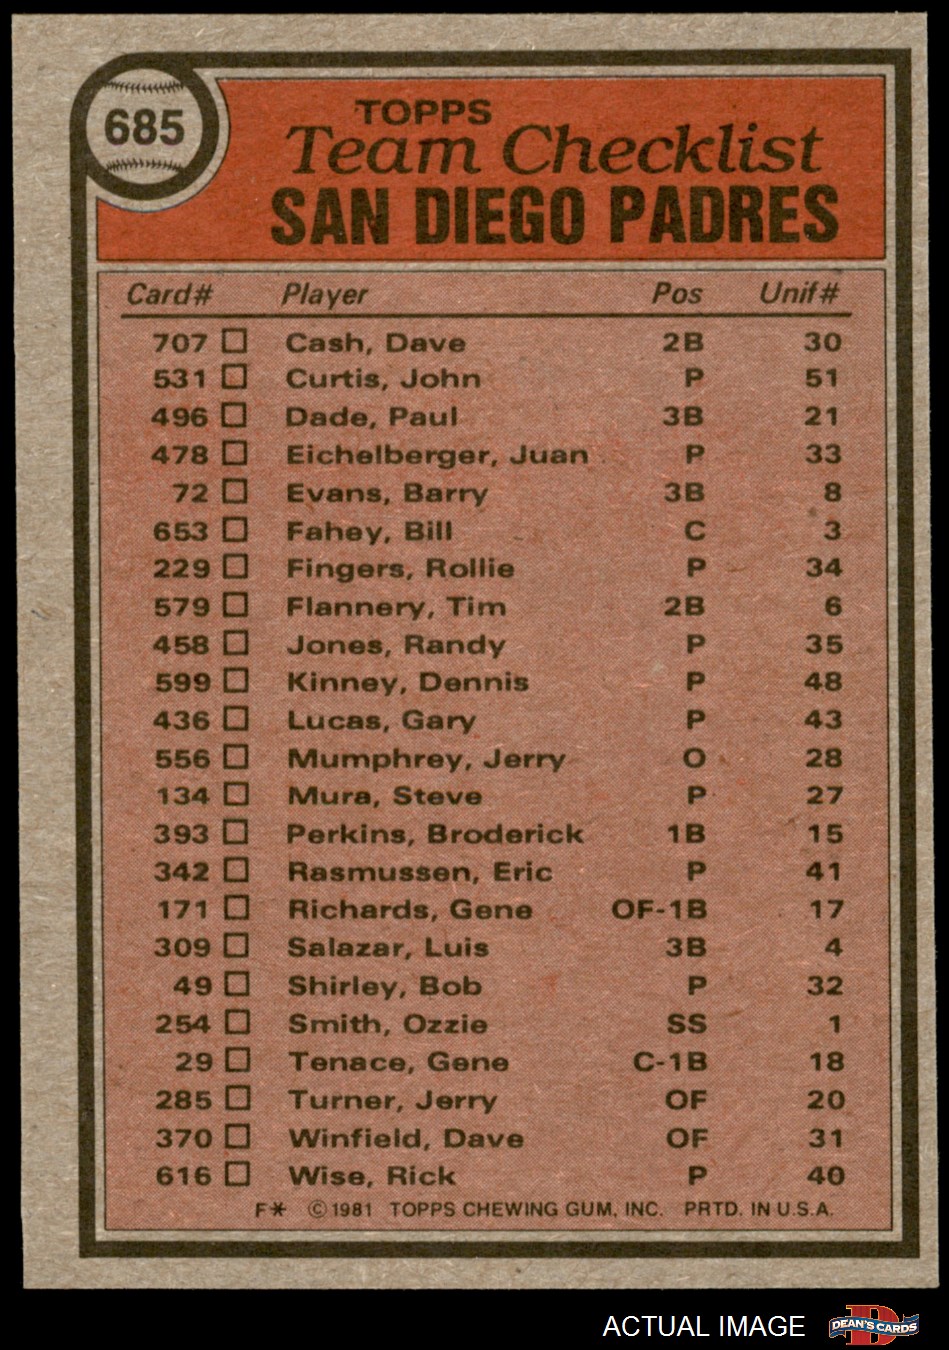 685
TOPPS
Team Checklist
SAN DIEGO PADRES
Card# Player Pos Unif#
707 Cash, Dave 2B 30
531 Curtis, John P 51
496 Dade, Paul 3B 21
478 Eichelberger, Juan P 33
72 Evans, Barry 3B 8
653 Fahey, Bill C 3
229 Fingers, Rollie P 34
579 Flannery, Tim 2B 6
458 Jones, Randy P 35
599 Kinney, Dennis P 48
436 Lucas, Gary P 43
556 Mumphrey, Jerry O 28
134 Mura, Steve P 27
393 Perkins, Broderick 1B 15
342 Rasmussen, Eric P 41
171 Richards, Gene OF-1B 17
309 Salazar, Luis 3B 4
49 Shirley, Bob P 32
254 Smith, Ozzie SS 1
29 Tenace, Gene C-1B 18
285 Turner, Jerry OF 20
370 Winfield, Dave OF 31
616 Wise, Rick P 40
F* © 1981 TOPPS CHEWING GUM, INC. PRTD. IN U.S.A.
ACTUAL IMAGE
D
DEAN'S CARDS